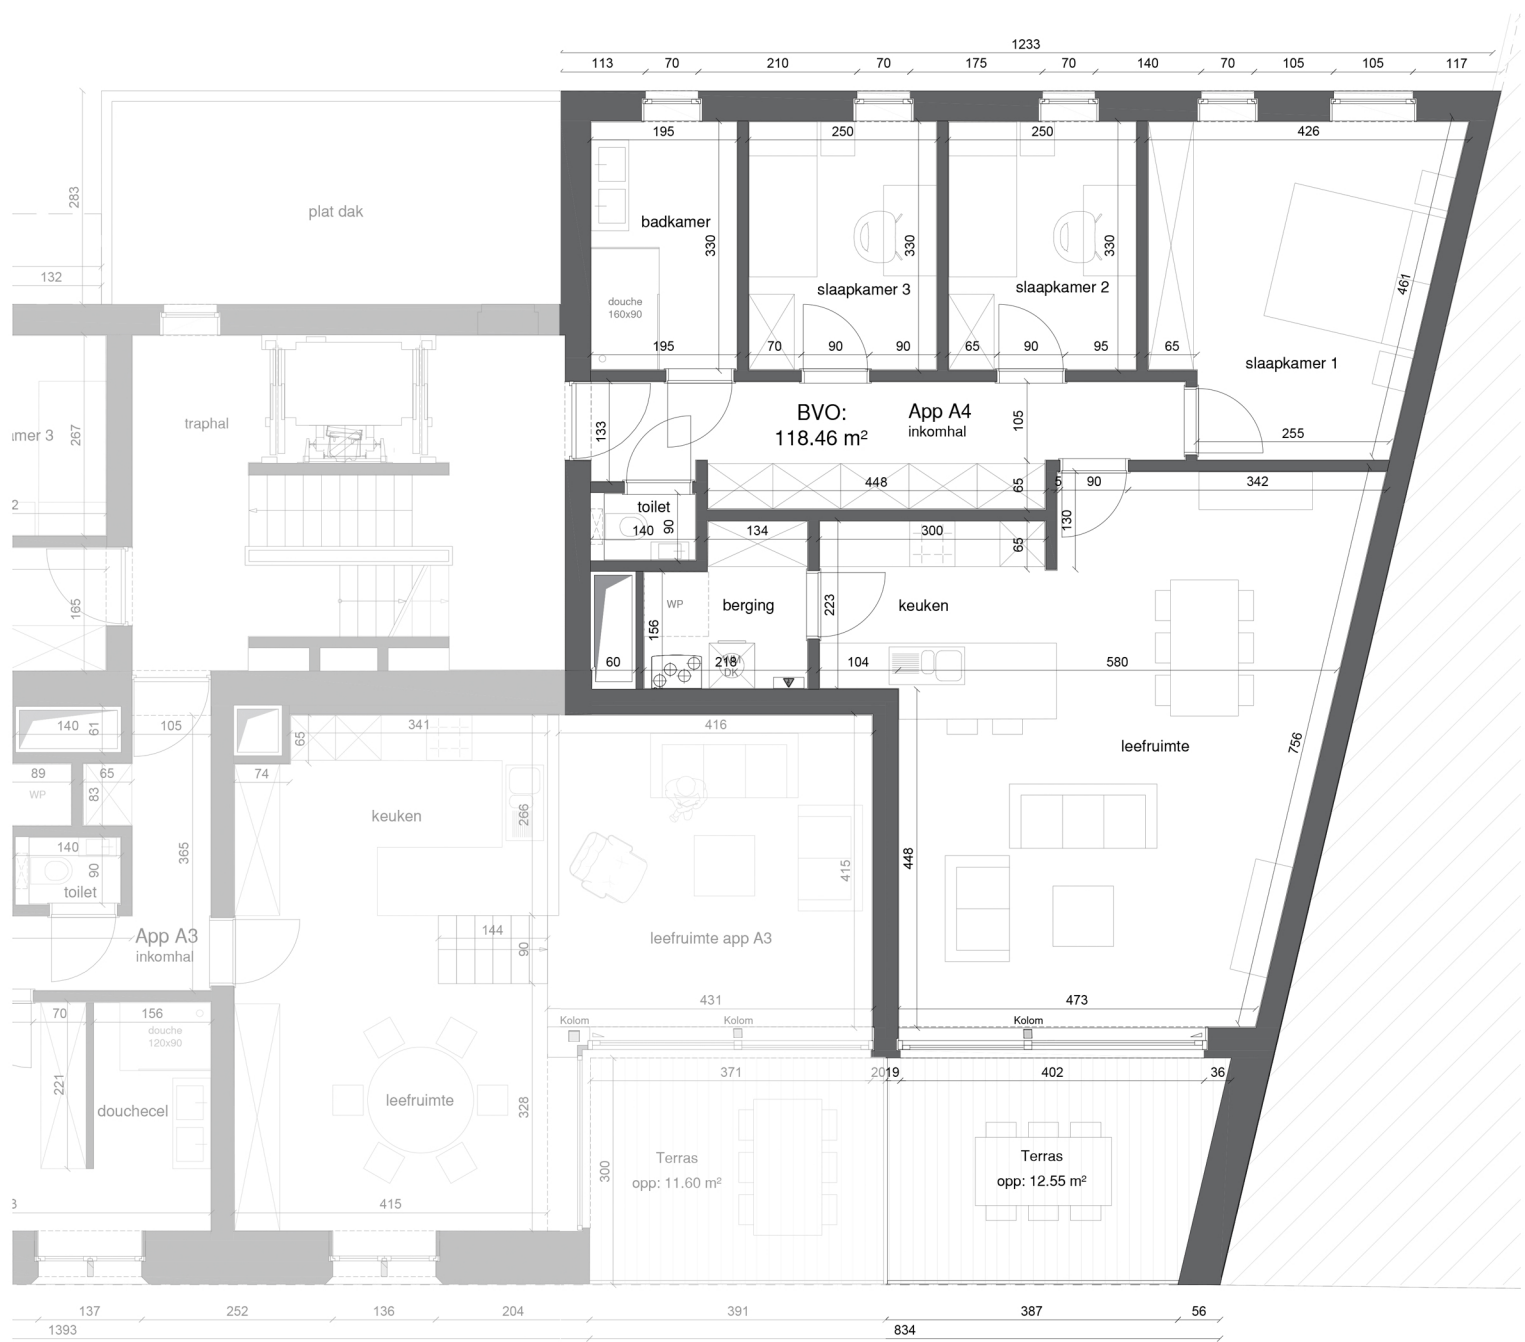 1233
113 70 210 70 175 70 140 70 105 105 117
195 250 250 426
283
plat dak
badkamer
330 330 330
132
douche
160x90
slaapkamer 3
slaapkamer 2
461
195 70 90 90 65 90 95 65
slaapkamer 1
traphal
267
amer 3
BVO:
118.46 m²
App A4
inkomhal
133
105
255
448
65
5 90 342
2
toilet
140
90
134
300
65
130
165
WP
berging
156
223
keuken
60
218
DK
104
580
140
61
105
341
65
416
leefruimte
756
89
WP
65
83
74
keuken
266
140
90
toilet
365
415
448
App A3
inkomhal
144
90
leefruimte app A3
70
156
431
473
Kolom
Kolom
Kolom
douche
120x90
221
douchecel
leefruimte
328
371
20 19
402
36
Terras
opp: 11.60 m²
300
Terras
opp: 12.55 m²
3
415
137 252 136 204 391 387 56
1393
834